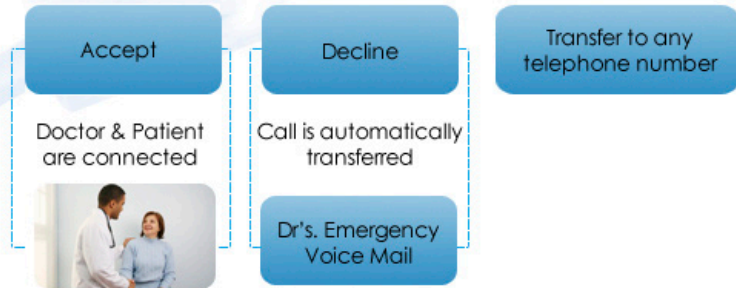 Accept
Doctor & Patient
are connected
Decline
Call is automatically
transferred
Dr's. Emergency
Voice Mail
Transfer to any
telephone number